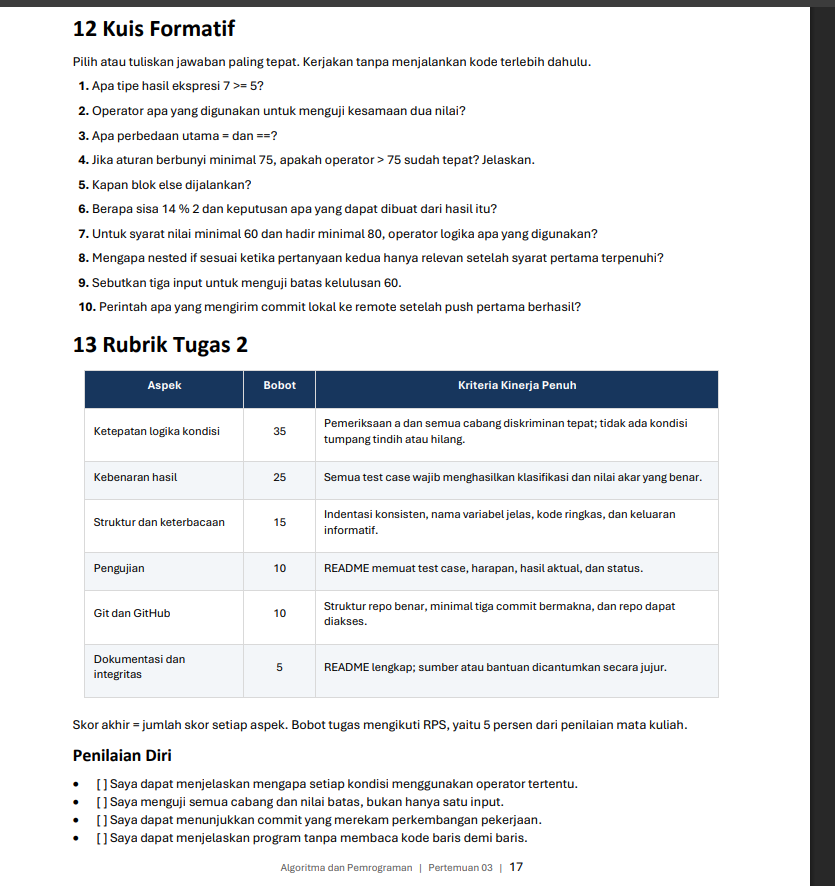 12 Kuis Formatif
Pilih atau tuliskan jawaban paling tepat. Kerjakan tanpa menjalankan kode terlebih dahulu.
1. Apa tipe hasil ekspresi 7 >= 5?
2. Operator apa yang digunakan untuk menguji kesamaan dua nilai?
3. Apa perbedaan utama = dan ==?
4. Jika aturan berbunyi minimal 75, apakah operator > 75 sudah tepat? Jelaskan.
5. Kapan blok else dijalankan?
6. Berapa sisa 14 % 2 dan keputusan apa yang dapat dibuat dari hasil itu?
7. Untuk syarat nilai minimal 60 dan hadir minimal 80, operator logika apa yang digunakan?
8. Mengapa nested if sesuai ketika pertanyaan kedua hanya relevan setelah syarat pertama terpenuhi?
9. Sebutkan tiga input untuk menguji batas kelulusan 60.
10. Perintah apa yang mengirim commit lokal ke remote setelah push pertama berhasil?
13 Rubrik Tugas 2
Aspek Bobot Kriteria Kinerja Penuh
Ketepatan logika kondisi 35 Pemeriksaan a dan semua cabang diskriminan tepat; tidak ada kondisi
tumpang tindih atau hilang.
Kebenaran hasil 25 Semua test case wajib menghasilkan klasifikasi dan nilai akar yang benar.
Struktur dan keterbacaan 15 Indentasi konsisten, nama variabel jelas, kode ringkas, dan keluaran
informatif.
Pengujian 10 README memuat test case, harapan, hasil aktual, dan status.
Git dan GitHub 10 Struktur repo benar, minimal tiga commit bermakna, dan repo dapat
diakses.
Dokumentasi dan
integritas 5 README lengkap; sumber atau bantuan dicantumkan secara jujur.
Skor akhir = jumlah skor setiap aspek. Bobot tugas mengikuti RPS, yaitu 5 persen dari penilaian mata kuliah.
Penilaian Diri
• [ ] Saya dapat menjelaskan mengapa setiap kondisi menggunakan operator tertentu.
• [ ] Saya menguji semua cabang dan nilai batas, bukan hanya satu input.
• [ ] Saya dapat menunjukkan commit yang merekam perkembangan pekerjaan.
• [ ] Saya dapat menjelaskan program tanpa membaca kode baris demi baris.
Algoritma dan Pemrograman | Pertemuan 03 | 17